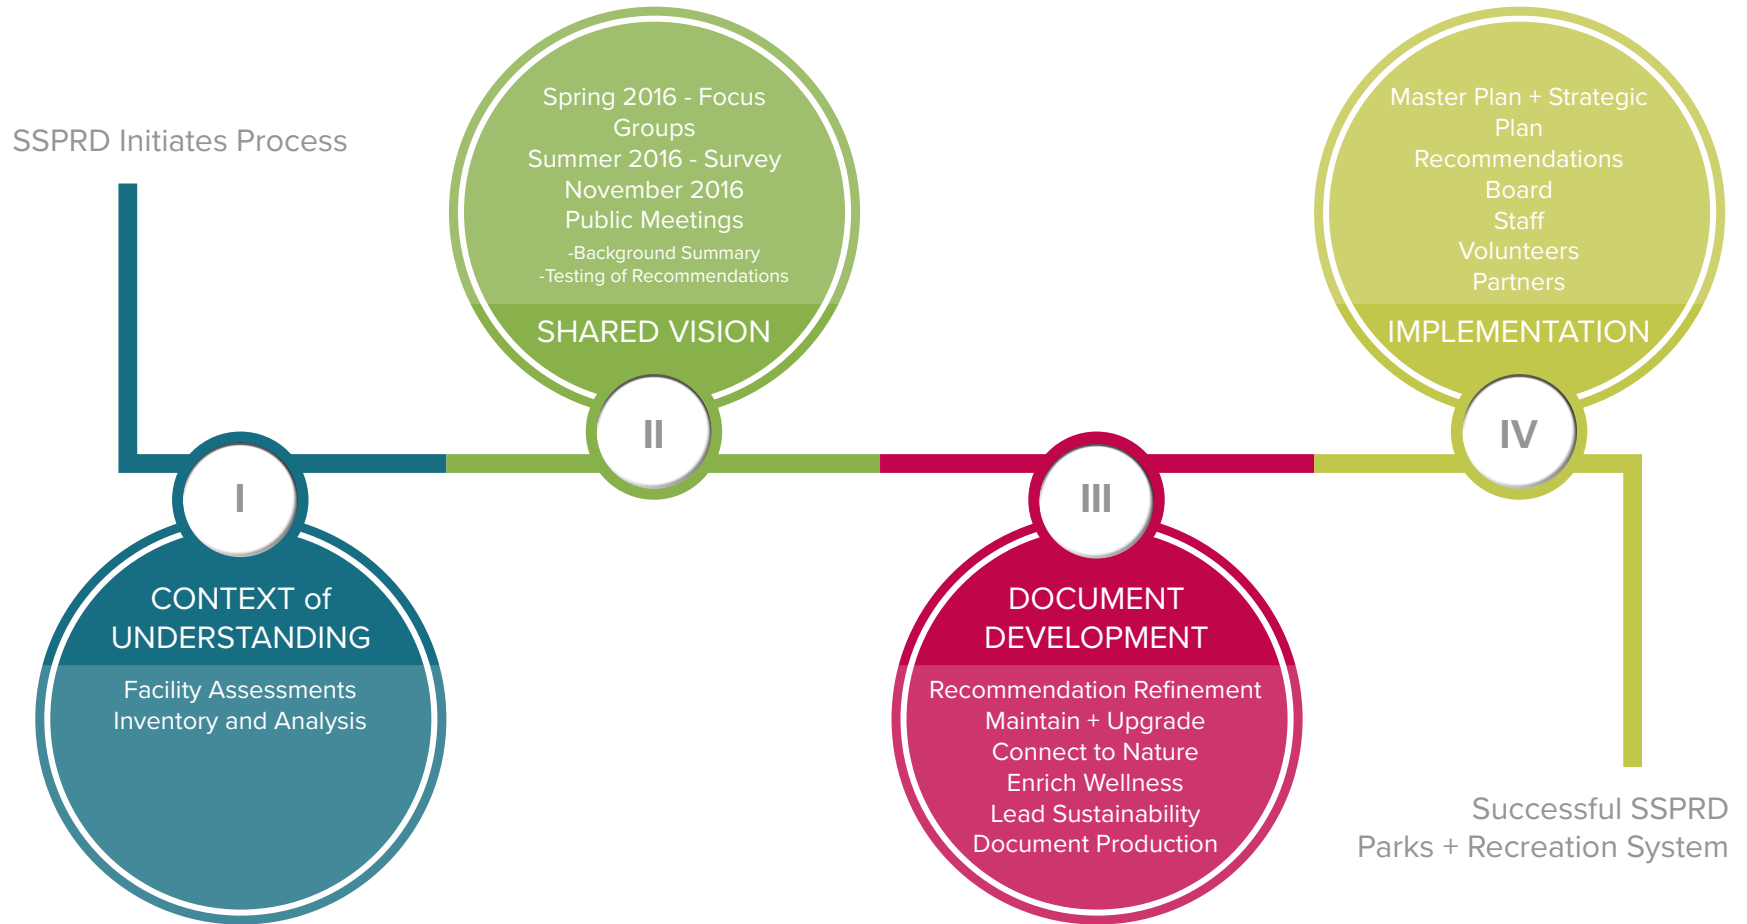 SSPRD Initiates Process
I
CONTEXT of
UNDERSTANDING
Facility Assessments
Inventory and Analysis
Spring 2016 - Focus
Groups
Summer 2016 - Survey
November 2016
Public Meetings
-Background Summary
-Testing of Recommendations
SHARED VISION
II
III
DOCUMENT
DEVELOPMENT
Recommendation Refinement
Maintain + Upgrade
Connect to Nature
Enrich Wellness
Lead Sustainability
Document Production
Master Plan + Strategic
Plan
Recommendations
Board
Staff
Volunteers
Partners
IMPLEMENTATION
IV
Successful SSPRD
Parks + Recreation System